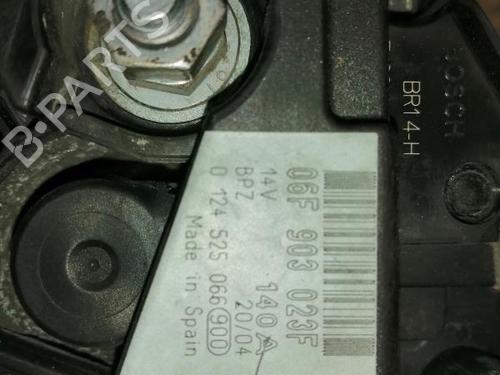 B-PARTS
BOSCH
BR14-H
06F 903 023F
14V 140A
BPZ 20/04
0 124 525 066 900
Made in Spain